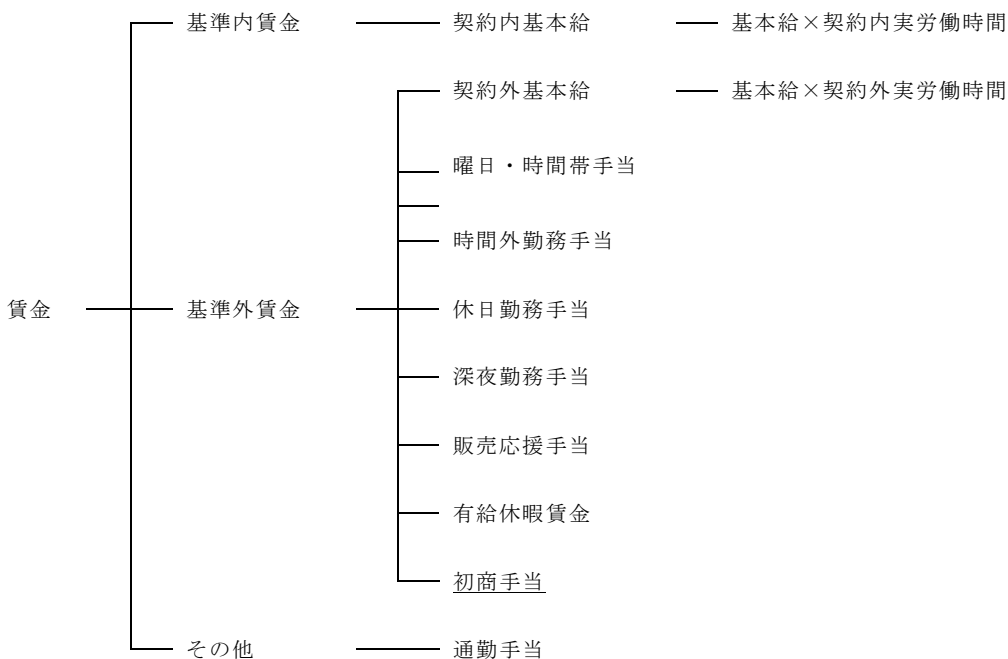 基準内賃金 契約内基本給 基本給×契約内実労働時間
契約外基本給 基本給×契約外実労働時間
曜日・時間帯手当
時間外勤務手当
賃金 基準外賃金 休日勤務手当
深夜勤務手当
販売応援手当
有給休暇賃金
初商手当
その他 通勤手当